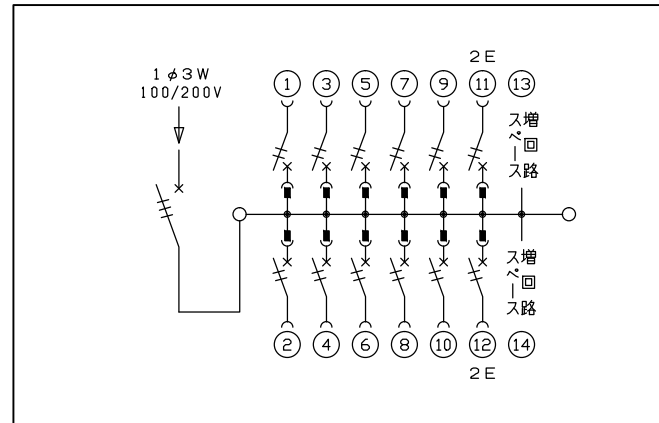 2E
1φ3W
100/200V
① ③ ⑤ ⑦ ⑨ ⑪ ⑬
増回路
スペース
増回路
スペース
② ④ ⑥ ⑧ ⑩ ⑫ ⑭
2E